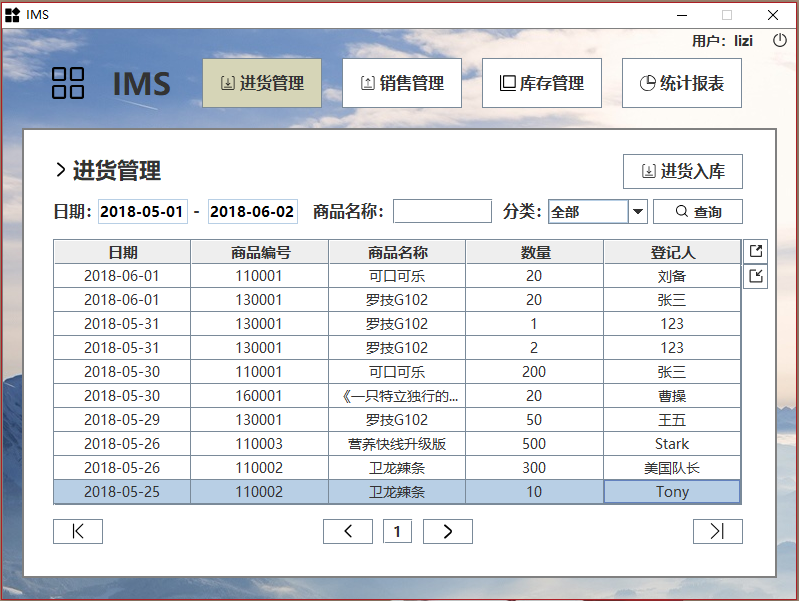 IMS
用户：lizi
IMS 进货管理 销售管理 库存管理 统计报表
进货管理 进货入库
日期： 2018-05-01 - 2018-06-02 商品名称： 分类： 全部 查询
日期 商品编号 商品名称 数量 登记人
2018-06-01 110001 可口可乐 20 刘备
2018-06-01 130001 罗技G102 20 张三
2018-05-31 130001 罗技G102 1 123
2018-05-31 130001 罗技G102 2 123
2018-05-30 110001 可口可乐 200 张三
2018-05-30 160001 《一只特立独行的... 20 曹操
2018-05-29 130001 罗技G102 50 王五
2018-05-26 110003 营养快线升级版 500 Stark
2018-05-26 110002 卫龙辣条 300 美国队长
2018-05-25 110002 卫龙辣条 10 Tony
1